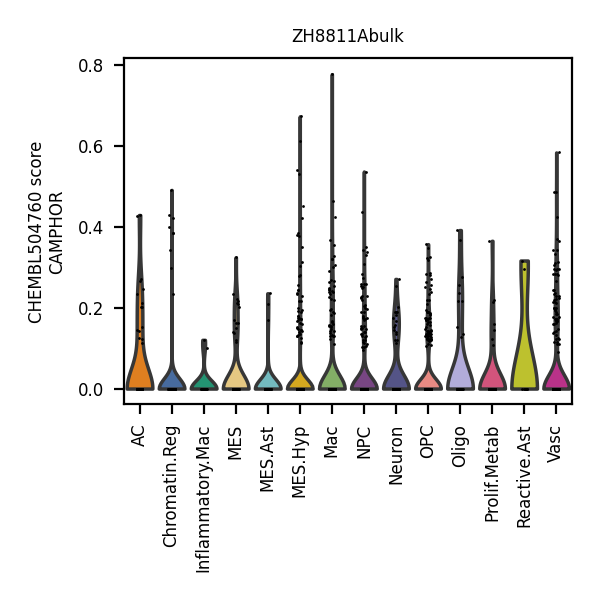 ZH8811Abulk
CHEMBL504760 score
CAMPHOR
0.8
0.6
0.4
0.2
0.0
AC
Chromatin.Reg
Inflammatory.Mac
MES
MES.Ast
MES.Hyp
Mac
NPC
Neuron
OPC
Oligo
Prolif.Metab
Reactive.Ast
Vasc